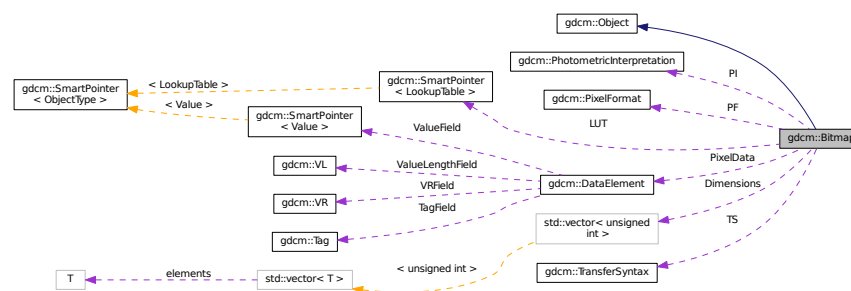 gdcm::Object
gdcm::PhotometricInterpretation
gdcm::SmartPointer
< LookupTable >
gdcm::SmartPointer
< ObjectType >
< LookupTable >
PI
gdcm::PixelFormat
PF
< Value >
gdcm::SmartPointer
< Value >
ValueField
LUT
gdcm::Bitmap
PixelData
gdcm::VL
ValueLengthField
gdcm::DataElement
Dimensions
VRField
gdcm::VR
TagField
std::vector< unsigned
int >
TS
gdcm::Tag
< unsigned int >
gdcm::TransferSyntax
T
elements
std::vector< T >